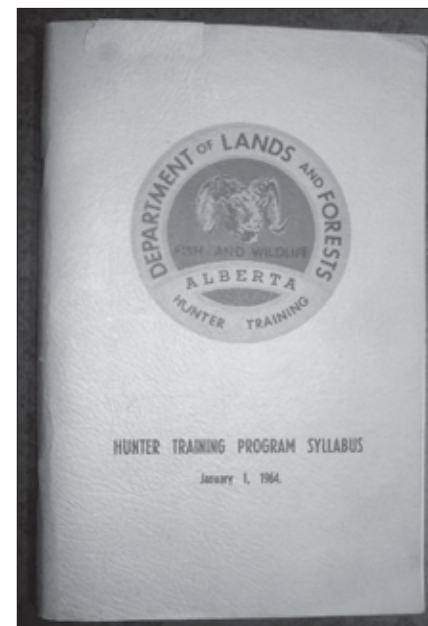 DEPARTMENT OF LANDS AND FORESTS
FISH AND WILDLIFE
ALBERTA
HUNTER TRAINING
HUNTER TRAINING PROGRAM SYLLABUS
January 1, 1964.